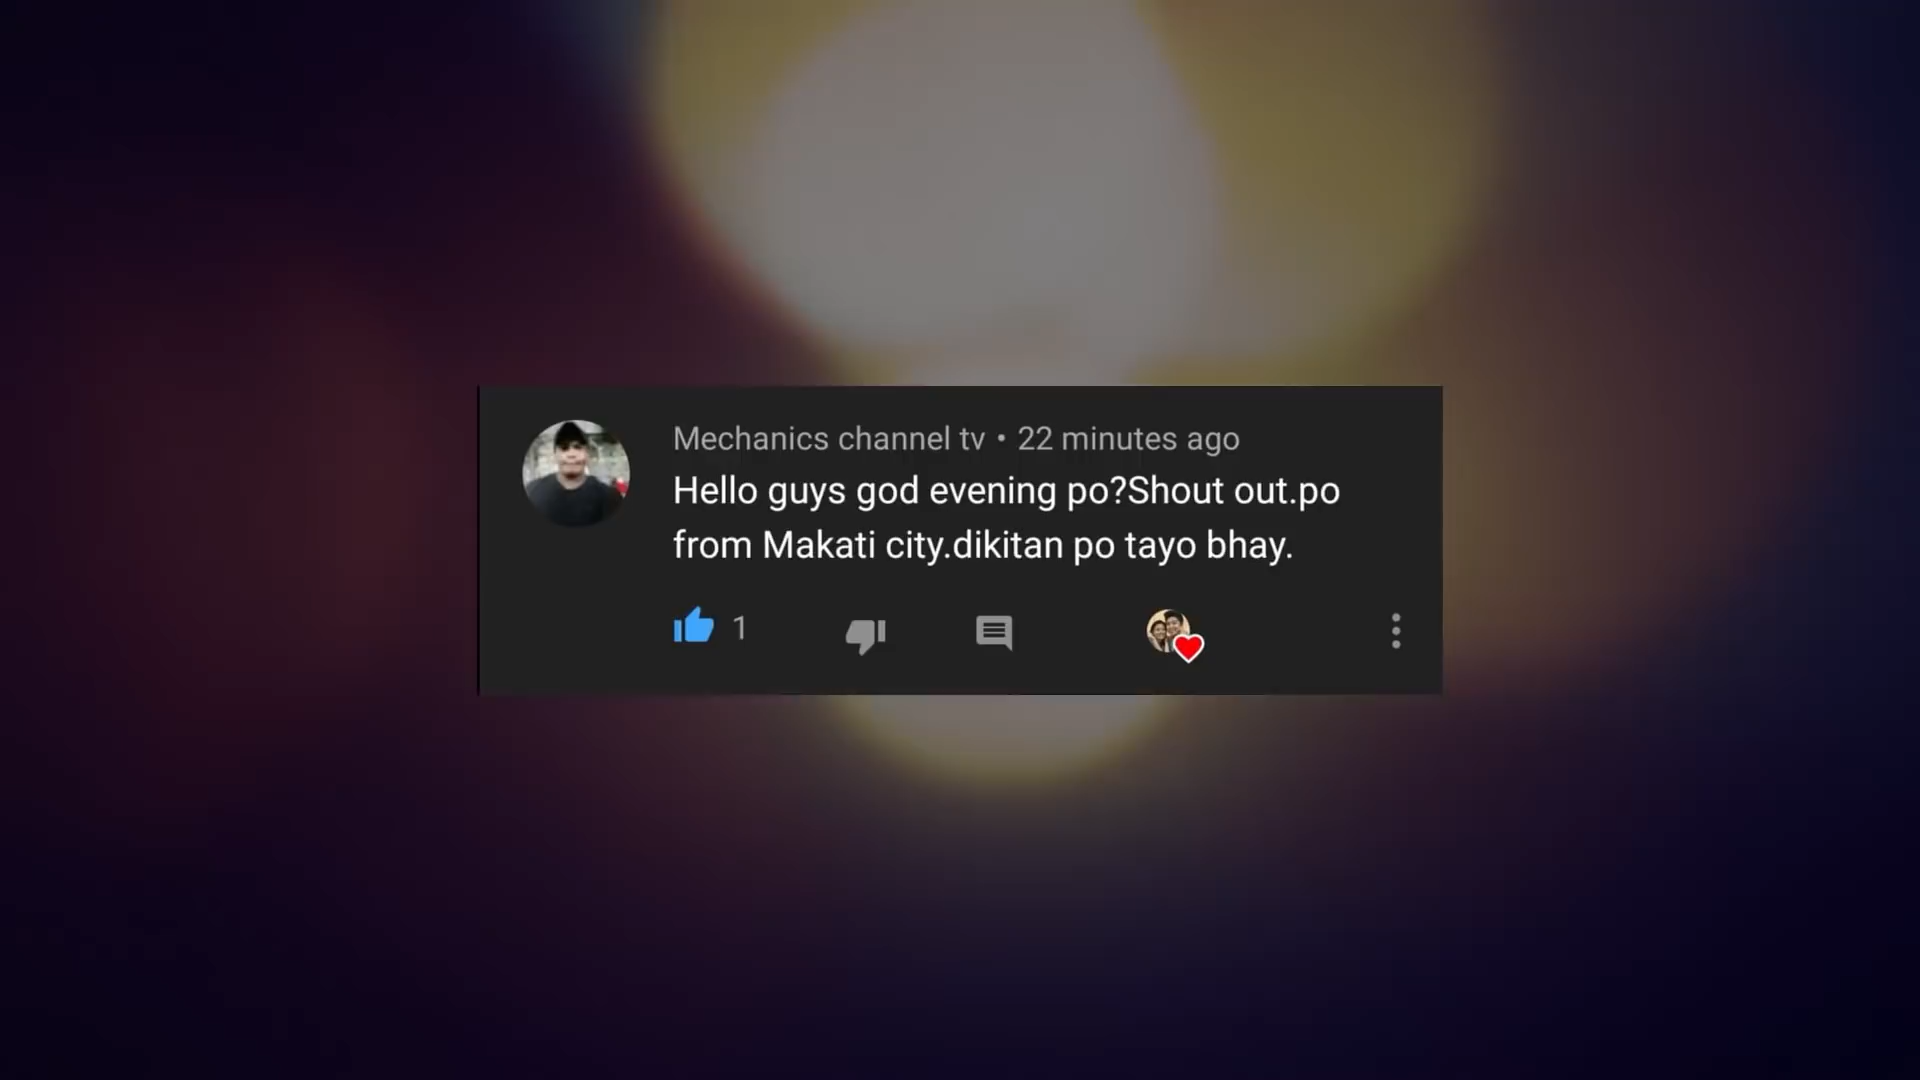 Mechanics channel tv • 22 minutes ago
Hello guys god evening po?Shout out.po
from Makati city.dikitan po tayo bhay.
1